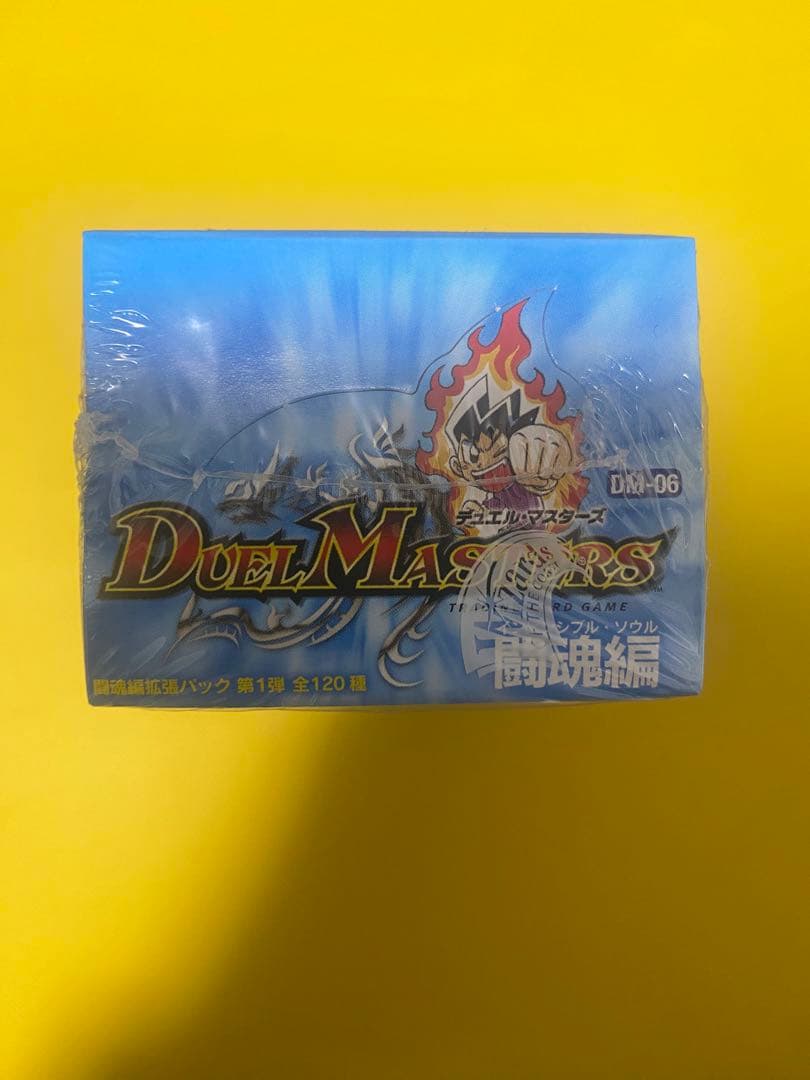 DM-06
デュエル・マスターズ
DUEL MASTERS
TRADING CARD GAME
シブル・ソウル
闘魂編
闘魂編拡張パック 第1弾 全120種